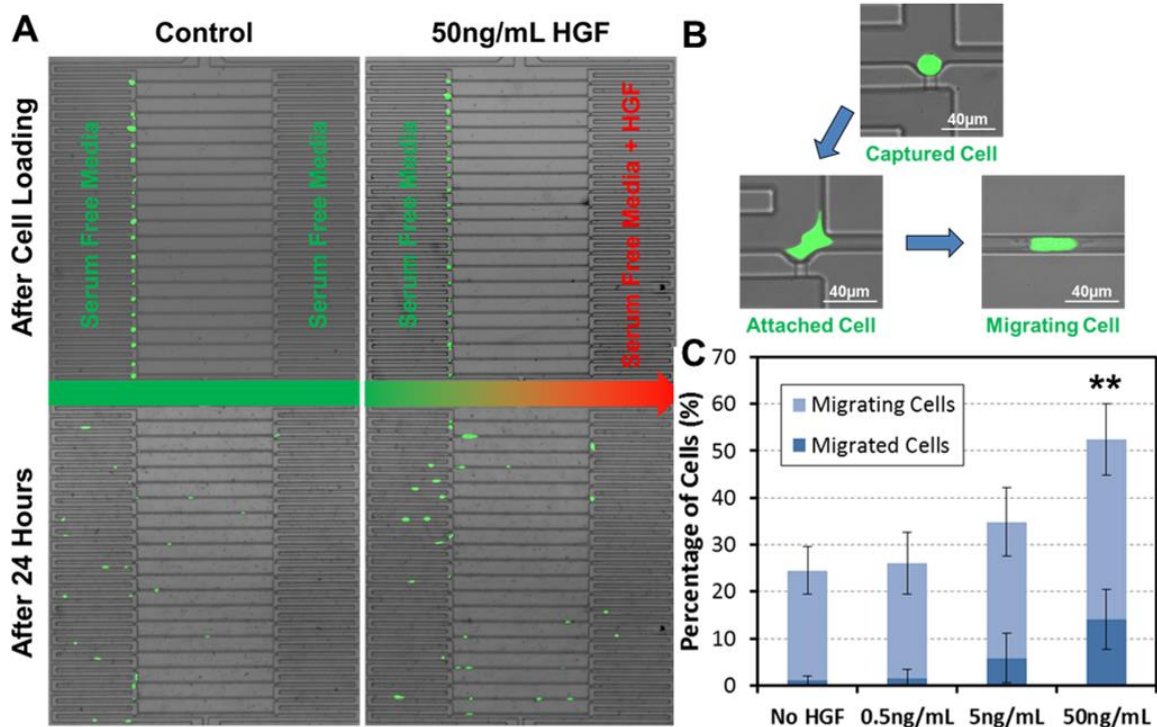 A
Control
50ng/mL HGF
After Cell Loading
Serum Free Media
Serum Free Media
Serum Free Media
Serum Free Media + HGF
After 24 Hours
B
40µm
Captured Cell
40µm
Attached Cell
40µm
Migrating Cell
C
Percentage of Cells (%)
70
60
50
40
30
20
10
0
Migrating Cells
Migrated Cells
**
No HGF
0.5ng/mL
5ng/mL
50ng/mL